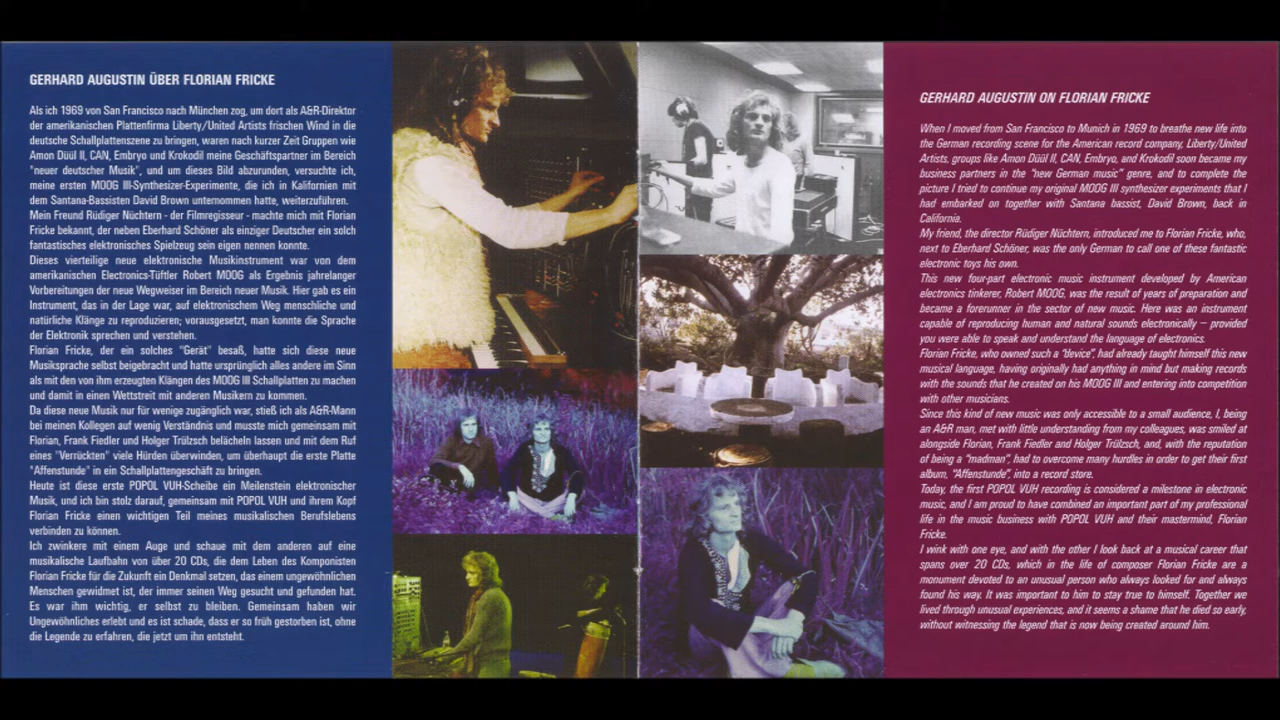 GERHARD AUGUSTIN ÜBER FLORIAN FRICKE
Als ich 1969 von San Francisco nach München zog, um dort als A&R-Direktor
der amerikanischen Plattenfirma Liberty/United Artists frischen Wind in die
deutsche Schallplattenszene zu bringen, waren nach kurzer Zeit Gruppen wie
Amon Düül II, CAN, Embryo und Krokodil meine Geschäftspartner im Bereich
"neuer deutscher Musik", und um dieses Bild abzurunden, versuchte ich,
meine ersten MOOG III-Synthesizer-Experimente, die ich in Kalifornien mit
dem Santana-Bassisten David Brown unternommen hatte, weiterzuführen.
Mein Freund Rüdiger Nüchtern - der Filmregisseur - machte mich mit Florian
Fricke bekannt, der neben Eberhard Schöner als einziger Deutscher ein solch
fantastisches elektronisches Spielzeug sein eigen nennen konnte.
Dieses vierteilige neue elektronische Musikinstrument war von dem
amerikanischen Electronics-Tüftler Robert MOOG als Ergebnis jahrelanger
Vorbereitungen der neue Wegweiser im Bereich neuer Musik. Hier gab es ein
Instrument, das in der Lage war, auf elektronischem Weg menschliche und
natürliche Klänge zu reproduzieren; vorausgesetzt, man konnte die Sprache
der Elektronik sprechen und verstehen.
Florian Fricke, der ein solches "Gerät" besaß, hatte sich diese neue
Musiksprache selbst beigebracht und hatte ursprünglich alles andere im Sinn
als mit den von ihm erzeugten Klängen des MOOG III Schallplatten zu machen
und damit in einen Wettstreit mit anderen Musikern zu kommen.
Da diese neue Musik nur für wenige zugänglich war, stieß ich als A&R-Mann
bei meinen Kollegen auf wenig Verständnis und musste mich gemeinsam mit
Florian, Frank Fiedler und Holger Trülzsch belächeln lassen und mit dem Ruf
eines "Verrückten" viele Hürden überwinden, um überhaupt die erste Platte
"Affenstunde" in ein Schallplattengeschäft zu bringen.
Heute ist diese erste POPOL VUH-Scheibe ein Meilenstein elektronischer
Musik, und ich bin stolz darauf, gemeinsam mit POPOL VUH und ihrem Kopf
Florian Fricke einen wichtigen Teil meines musikalischen Berufslebens
verbinden zu können.
Ich zwinkere mit einem Auge und schaue mit dem anderen auf eine
musikalische Laufbahn von über 20 CDs, die dem Leben des Komponisten
Florian Fricke für die Zukunft ein Denkmal setzen, das einem ungewöhnlichen
Menschen gewidmet ist, der immer seinen Weg gesucht und gefunden hat.
Es war ihm wichtig, er selbst zu bleiben. Gemeinsam haben wir
Ungewöhnliches erlebt und es ist schade, dass er so früh gestorben ist, ohne
die Legende zu erfahren, die jetzt um ihn entsteht.
GERHARD AUGUSTIN ON FLORIAN FRICKE
When I moved from San Francisco to Munich in 1969 to breathe new life into
the German recording scene for the American record company, Liberty/United
Artists, groups like Amon Düül II, CAN, Embryo, and Krokodil soon became my
business partners in the "new German music" genre, and to complete the
picture I tried to continue my original MOOG III synthesizer experiments that I
had embarked on together with Santana bassist, David Brown, back in
California.
My friend, the director Rüdiger Nüchtern, introduced me to Florian Fricke, who,
next to Eberhard Schöner, was the only German to call one of these fantastic
electronic toys his own.
This new four-part electronic music instrument developed by American
electronics tinkerer, Robert MOOG, was the result of years of preparation and
became a forerunner in the sector of new music. Here was an instrument
capable of reproducing human and natural sounds electronically – provided
you were able to speak and understand the language of electronics.
Florian Fricke, who owned such a "device", had already taught himself this new
musical language, having originally had anything in mind but making records
with the sounds that he created on his MOOG III and entering into competition
with other musicians.
Since this kind of new music was only accessible to a small audience, I, being
an A&R man, met with little understanding from my colleagues, was smiled at
alongside Florian, Frank Fiedler and Holger Trülzsch, and, with the reputation
of being a "madman", had to overcome many hurdles in order to get their first
album, "Affenstunde", into a record store.
Today, the first POPOL VUH recording is considered a milestone in electronic
music, and I am proud to have combined an important part of my professional
life in the music business with POPOL VUH and their mastermind, Florian
Fricke.
I wink with one eye, and with the other I look back at a musical career that
spans over 20 CDs, which in the life of composer Florian Fricke are a
monument devoted to an unusual person who always looked for and always
found his way. It was important to him to stay true to himself. Together we
lived through unusual experiences, and it seems a shame that he died so early,
without witnessing the legend that is now being created around him.